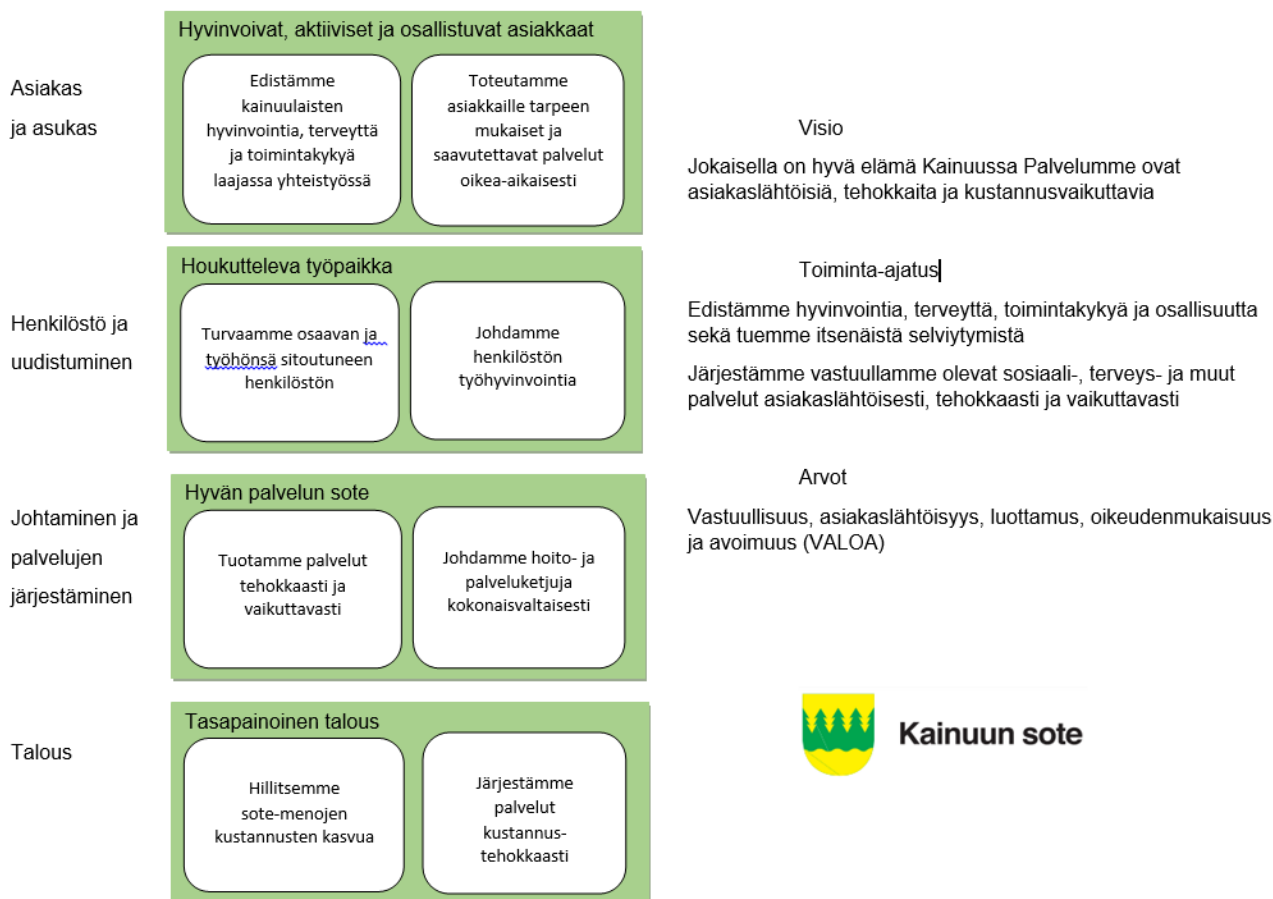 Hyvinvoivat, aktiiviset ja osallistuvat asiakkaat
Asiakas
ja asukas
Edistämme
kainuulaisten
hyvinvointia, terveyttä
ja toimintakykyä
laajassa yhteistyössä
Toteutamme
asiakkaille tarpeen
mukaiset ja
saavutettavat palvelut
oikea-aikaisesti
Houkutteleva työpaikka
Henkilöstö ja
uudistuminen
Turvaamme osaavan ja
työhönsä sitoutuneen
henkilöstön
Johdamme
henkilöstön
työhyvinvointia
Hyvän palvelun sote
Johtaminen ja
palvelujen
järjestäminen
Tuotamme palvelut
tehokkaasti ja
vaikuttavasti
Johdamme hoito- ja
palveluketjuja
kokonaisvaltaisesti
Tasapainoinen talous
Talous
Hillitsemme
sote-menojen
kustannusten kasvua
Järjestämme
palvelut
kustannus-
tehokkaasti
Visio
Jokaisella on hyvä elämä Kainuussa Palvelumme ovat
asiakaslähtöisiä, tehokkaita ja kustannusvaikuttavia
Toiminta-ajatus
Edistämme hyvinvointia, terveyttä, toimintakykyä ja osallisuutta
sekä tuemme itsenäistä selviytymistä
Järjestämme vastuullamme olevat sosiaali-, terveys- ja muut
palvelut asiakaslähtöisesti, tehokkaasti ja vaikuttavasti
Arvot
Vastuullisuus, asiakaslähtöisyys, luottamus, oikeudenmukaisuus
ja avoimuus (VALOA)
Kainuun sote